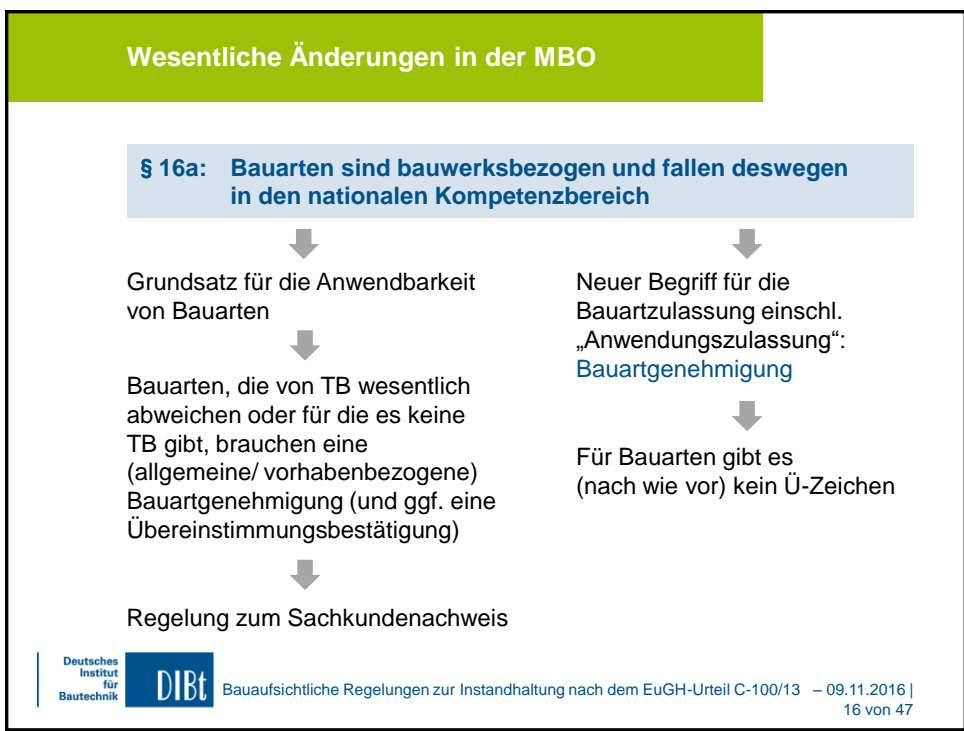 Wesentliche Änderungen in der MBO
§ 16a: Bauarten sind bauwerksbezogen und fallen deswegen
in den nationalen Kompetenzbereich
Grundsatz für die Anwendbarkeit
von Bauarten
Bauarten, die von TB wesentlich
abweichen oder für die es keine
TB gibt, brauchen eine
(allgemeine/ vorhabenbezogene)
Bauartgenehmigung (und ggf. eine
Übereinstimmungsbestätigung)
Regelung zum Sachkundenachweis
Neuer Begriff für die
Bauartzulassung einschl.
„Anwendungszulassung“:
Bauartgenehmigung
Für Bauarten gibt es
(nach wie vor) kein Ü-Zeichen
Deutsches
Institut
für
Bautechnik
DIBt
Bauaufsichtliche Regelungen zur Instandhaltung nach dem EuGH-Urteil C-100/13 – 09.11.2016 |
16 von 47